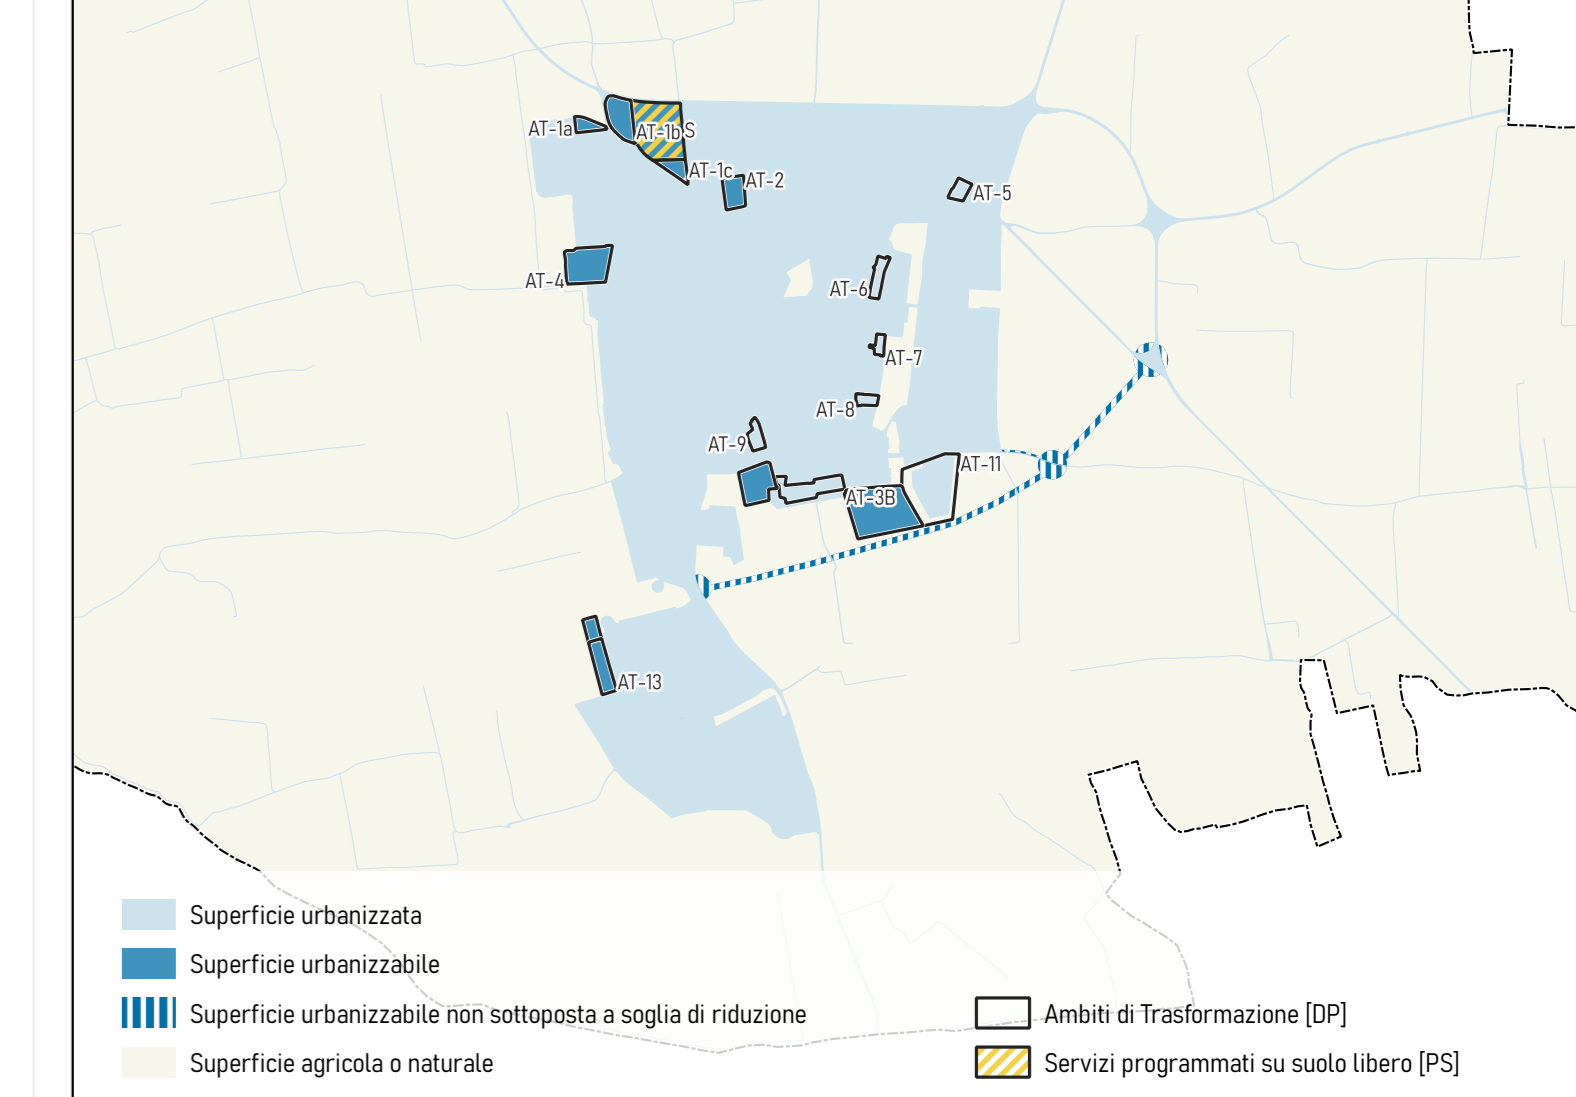 AT-1a
AT-1b
S
AT-1c
AT-2
AT-5
AT-4
AT-6
AT-7
AT-8
AT-9
AT-11
AT-3B
AT-13
Superficie urbanizzata
Superficie urbanizzabile
Superficie urbanizzabile non sottoposta a soglia di riduzione
Superficie agricola o naturale
Ambiti di Trasformazione [DP]
Servizi programmati su suolo libero [PS]